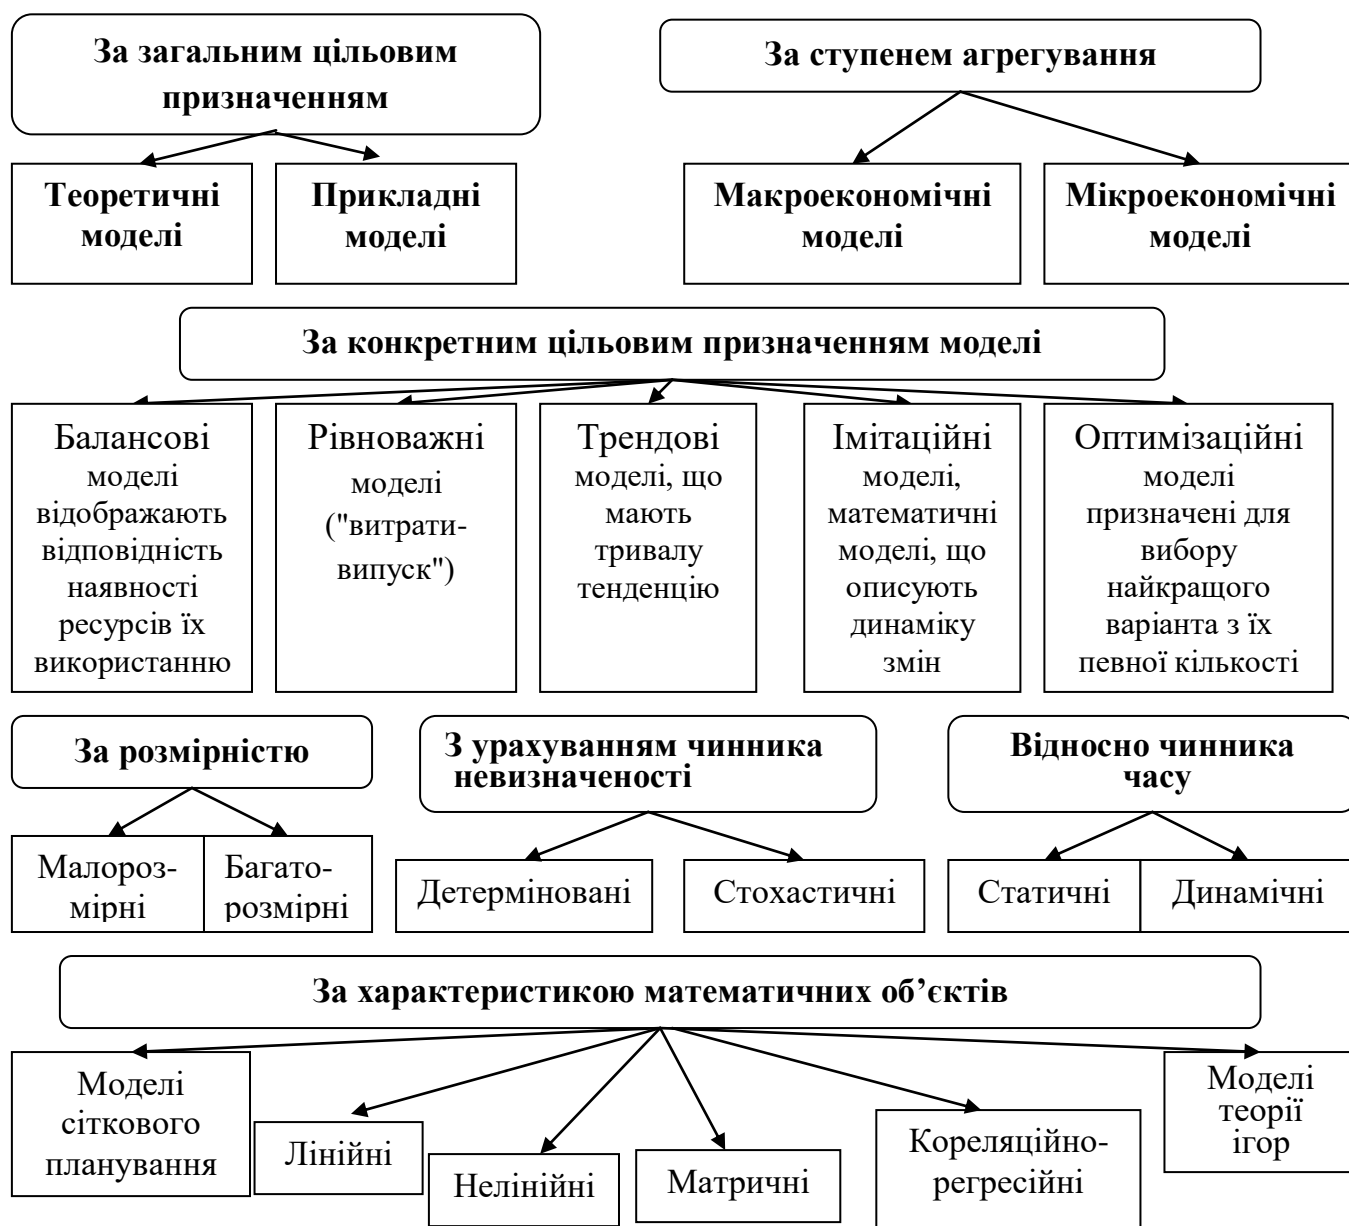 За загальним цільовим
призначенням
За ступенем агрегування
Теоретичні
моделі
Прикладні
моделі
Макроекономічні
моделі
Мікроекономічні
моделі
За конкретним цільовим призначенням моделі
Балансові
моделі
відображають
відповідність
наявності
ресурсів їх
використанню
Рівноважні
моделі
("витрати-
випуск")
Трендові
моделі, що
мають
тривалу
тенденцію
Імітаційні
моделі,
математичні
моделі, що
описують
динаміку
змін
Оптимізаційні
моделі
призначені для
вибору
найкращого
варіанта з їх
певної кількості
За розмірністю
З урахуванням чинника
невизначеності
Відносно чинника
часу
Малороз-
мірні
Багато-
розмірні
Детерміновані
Стохастичні
Статичні
Динамічні
За характеристикою математичних об’єктів
Моделі
сіткового
планування
Лінійні
Нелінійні
Матричні
Кореляційно-
регресійні
Моделі
теорії
ігор